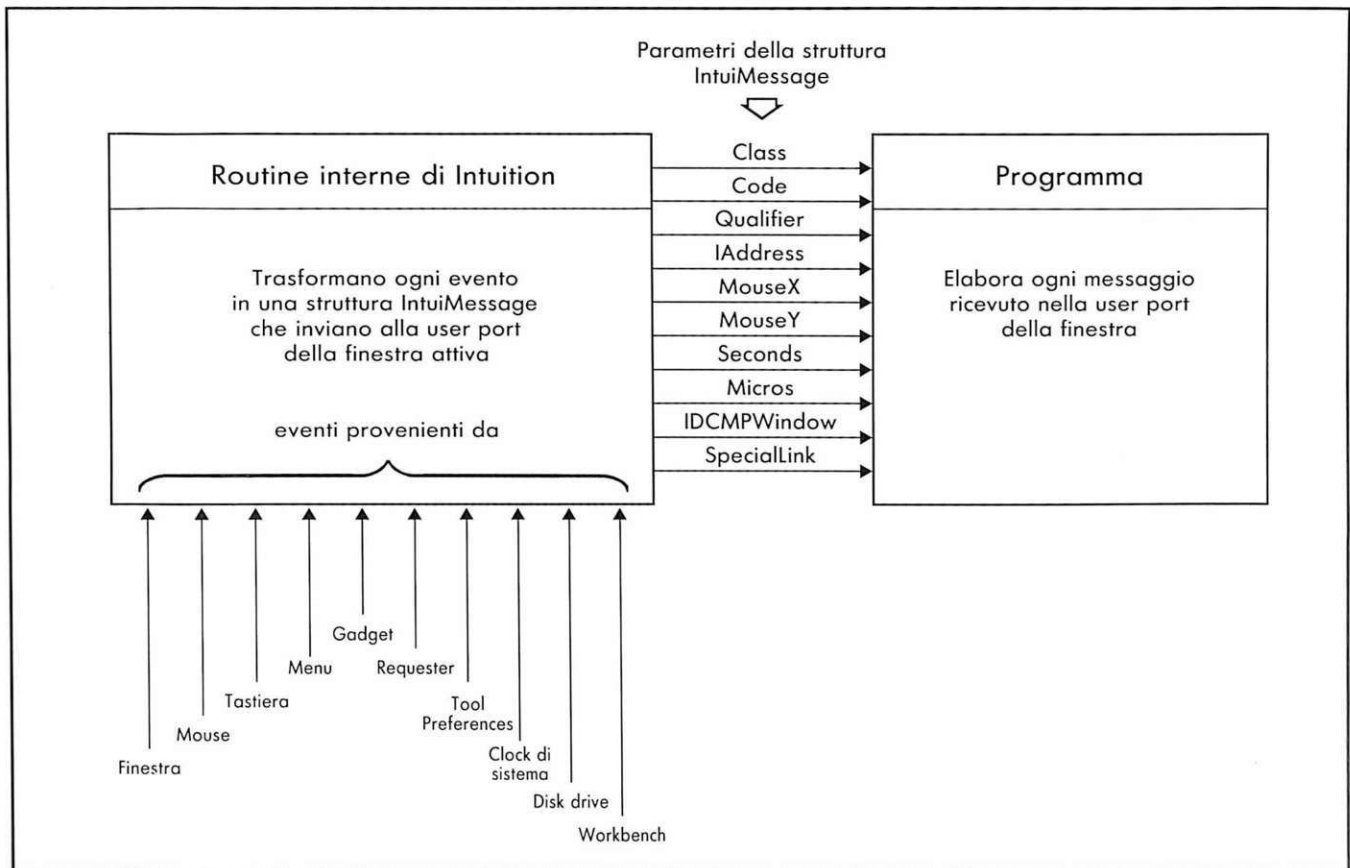 Parametri della struttura
IntuiMessage
Routine interne di Intuition
Trasformano ogni evento
in una struttura IntuiMessage
che inviano alla user port
della finestra attiva
eventi provenienti da
Class
Code
Qualifier
IAddress
MouseX
MouseY
Seconds
Micros
IDCMPWindow
SpecialLink
Programma
Elabora ogni messaggio
ricevuto nella user port
della finestra
Finestra
Mouse
Tastiera
Menu
Gadget
Requester
Tool
Preferences
Clock di
sistema
Disk drive
Workbench